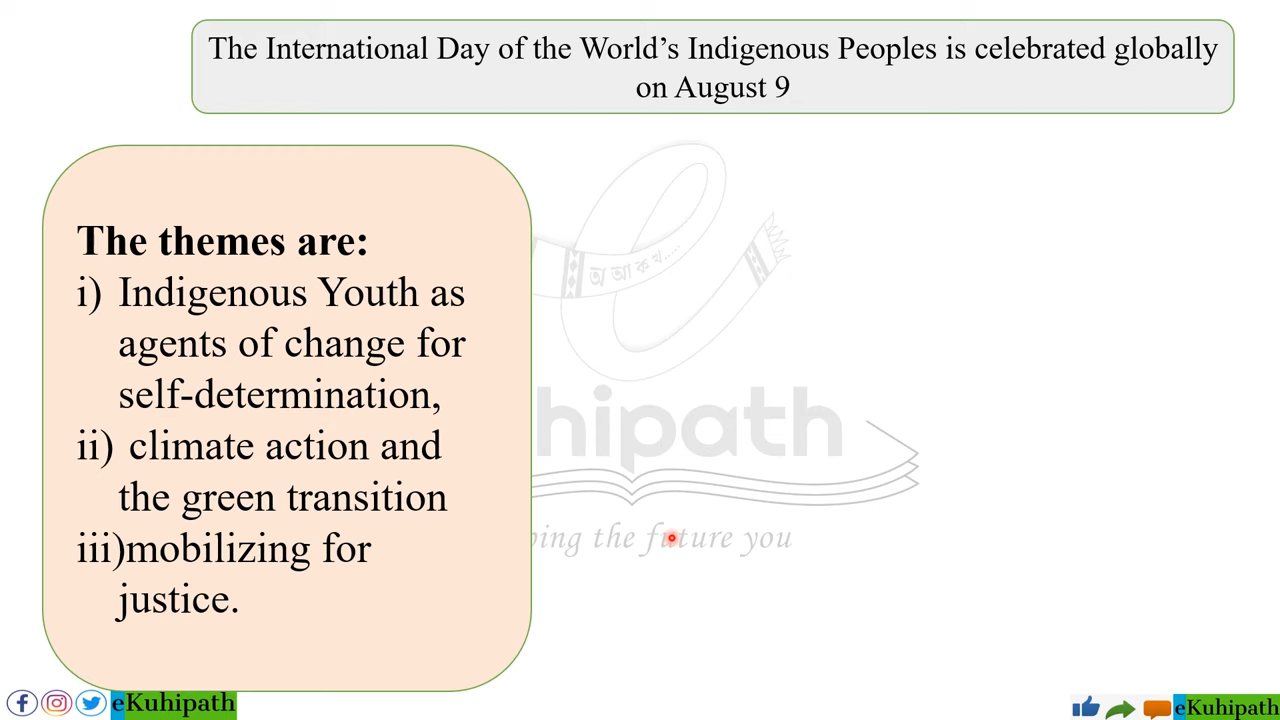 The International Day of the World’s Indigenous Peoples is celebrated globally
on August 9
The themes are:
i) Indigenous Youth as
agents of change for
self-determination,
ii) climate action and
the green transition
iii)mobilizing for
justice.
অ আ ক খ.....
hipath
ping the future you
eKuhipath
eKuhipath